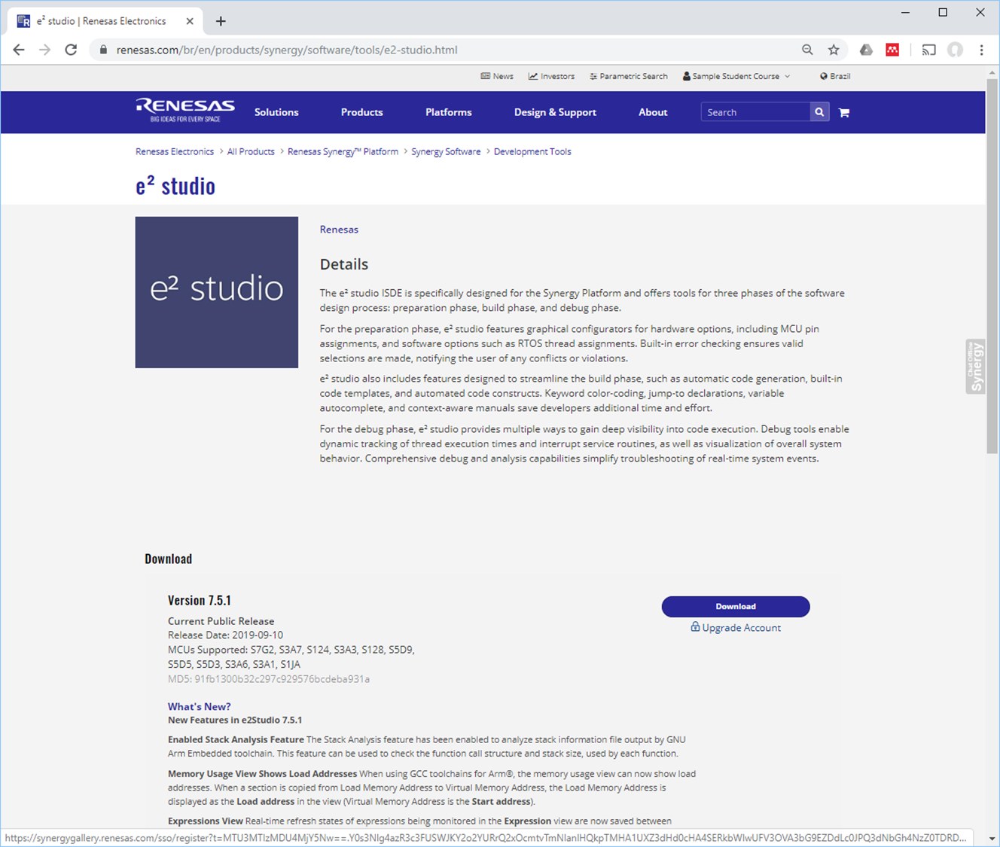 e² studio | Renesas Electronics
renesas.com/br/en/products/synergy/software/tools/e2-studio.html
News Investors Parametric Search Sample Student Course Brazil
RENESAS
BIG IDEAS FOR EVERY SPACE
Solutions Products Platforms Design & Support About Search
Renesas Electronics > All Products > Renesas Synergy™ Platform > Synergy Software > Development Tools
e² studio
e² studio
Renesas
Details
The e² studio ISDE is specifically designed for the Synergy Platform and offers tools for three phases of the software
design process: preparation phase, build phase, and debug phase.
For the preparation phase, e² studio features graphical configurators for hardware options, including MCU pin
assignments, and software options such as RTOS thread assignments. Built-in error checking ensures valid
selections are made, notifying the user of any conflicts or violations.
e² studio also includes features designed to streamline the build phase, such as automatic code generation, built-in
code templates, and automated code constructs. Keyword color-coding, jump-to declarations, variable
autocomplete, and context-aware manuals save developers additional time and effort.
For the debug phase, e² studio provides multiple ways to gain deep visibility into code execution. Debug tools enable
dynamic tracking of thread execution times and interrupt service routines, as well as visualization of overall system
behavior. Comprehensive debug and analysis capabilities simplify troubleshooting of real-time system events.
Chat Offline
Synergy
Download
Version 7.5.1
Download
Current Public Release
Upgrade Account
Release Date: 2019-09-10
MCUs Supported: S7G2, S3A7, S124, S3A3, S128, S5D9,
S5D5, S5D3, S3A6, S3A1, S1JA
MD5: 91fb1300b32c297c929576bcdeba931a
What's New?
New Features in e2Studio 7.5.1
Enabled Stack Analysis Feature The Stack Analysis feature has been enabled to analyze stack information file output by GNU
Arm Embedded toolchain. This feature can be used to check the function call structure and stack size, used by each function.
Memory Usage View Shows Load Addresses When using GCC toolchains for Arm®, the memory usage view can now show load
addresses. When a section is copied from Load Memory Address to Virtual Memory Address, the Load Memory Address is
displayed as the Load address in the view (Virtual Memory Address is the Start address).
Expressions View Real-time refresh states of expressions being monitored in the Expression view are now saved between